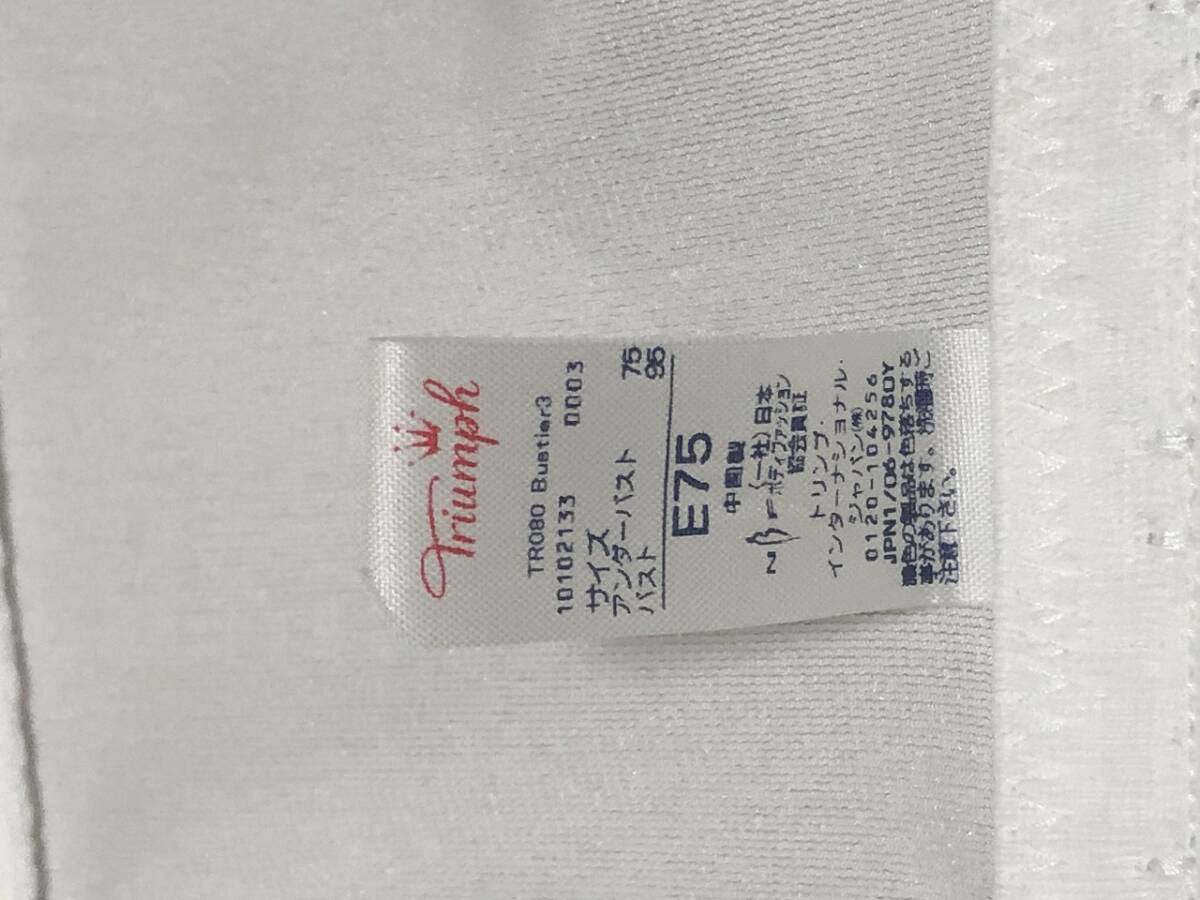 Triumph
TR080 Bustier3
10102133 0003
サイズ
アンダーバスト 75
バスト 95
E75
中国製
NβF (一社)日本
ボディファッション
協会会員証
トリンプ・
インターナショナル・
ジャパン(株)
0120-104256
JPN1/06-9780Y
濃色の製品は色落ちする
事があります。洗濯時ご
注意下さい。